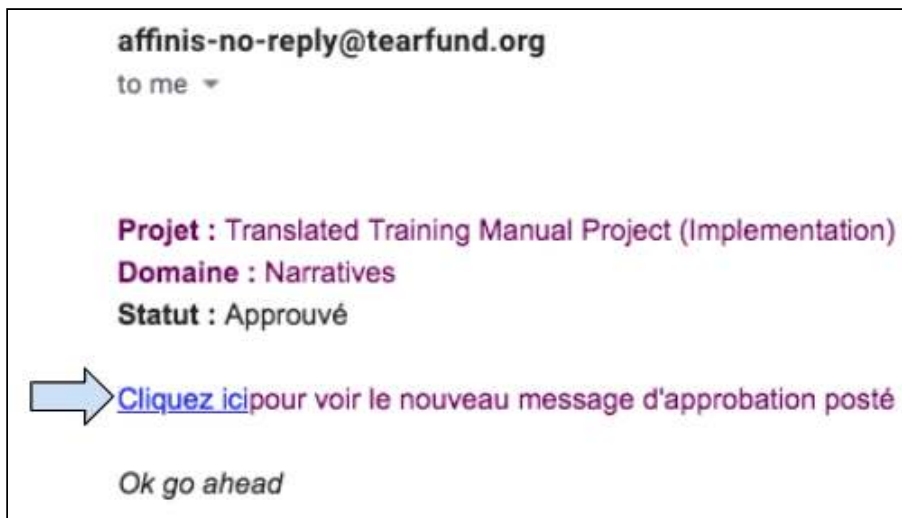 affinis-no-reply@tearfund.org
to me
Projet : Translated Training Manual Project (Implementation)
Domaine : Narratives
Statut : Approuvé
Cliquez icipour voir le nouveau message d'approbation posté
Ok go ahead